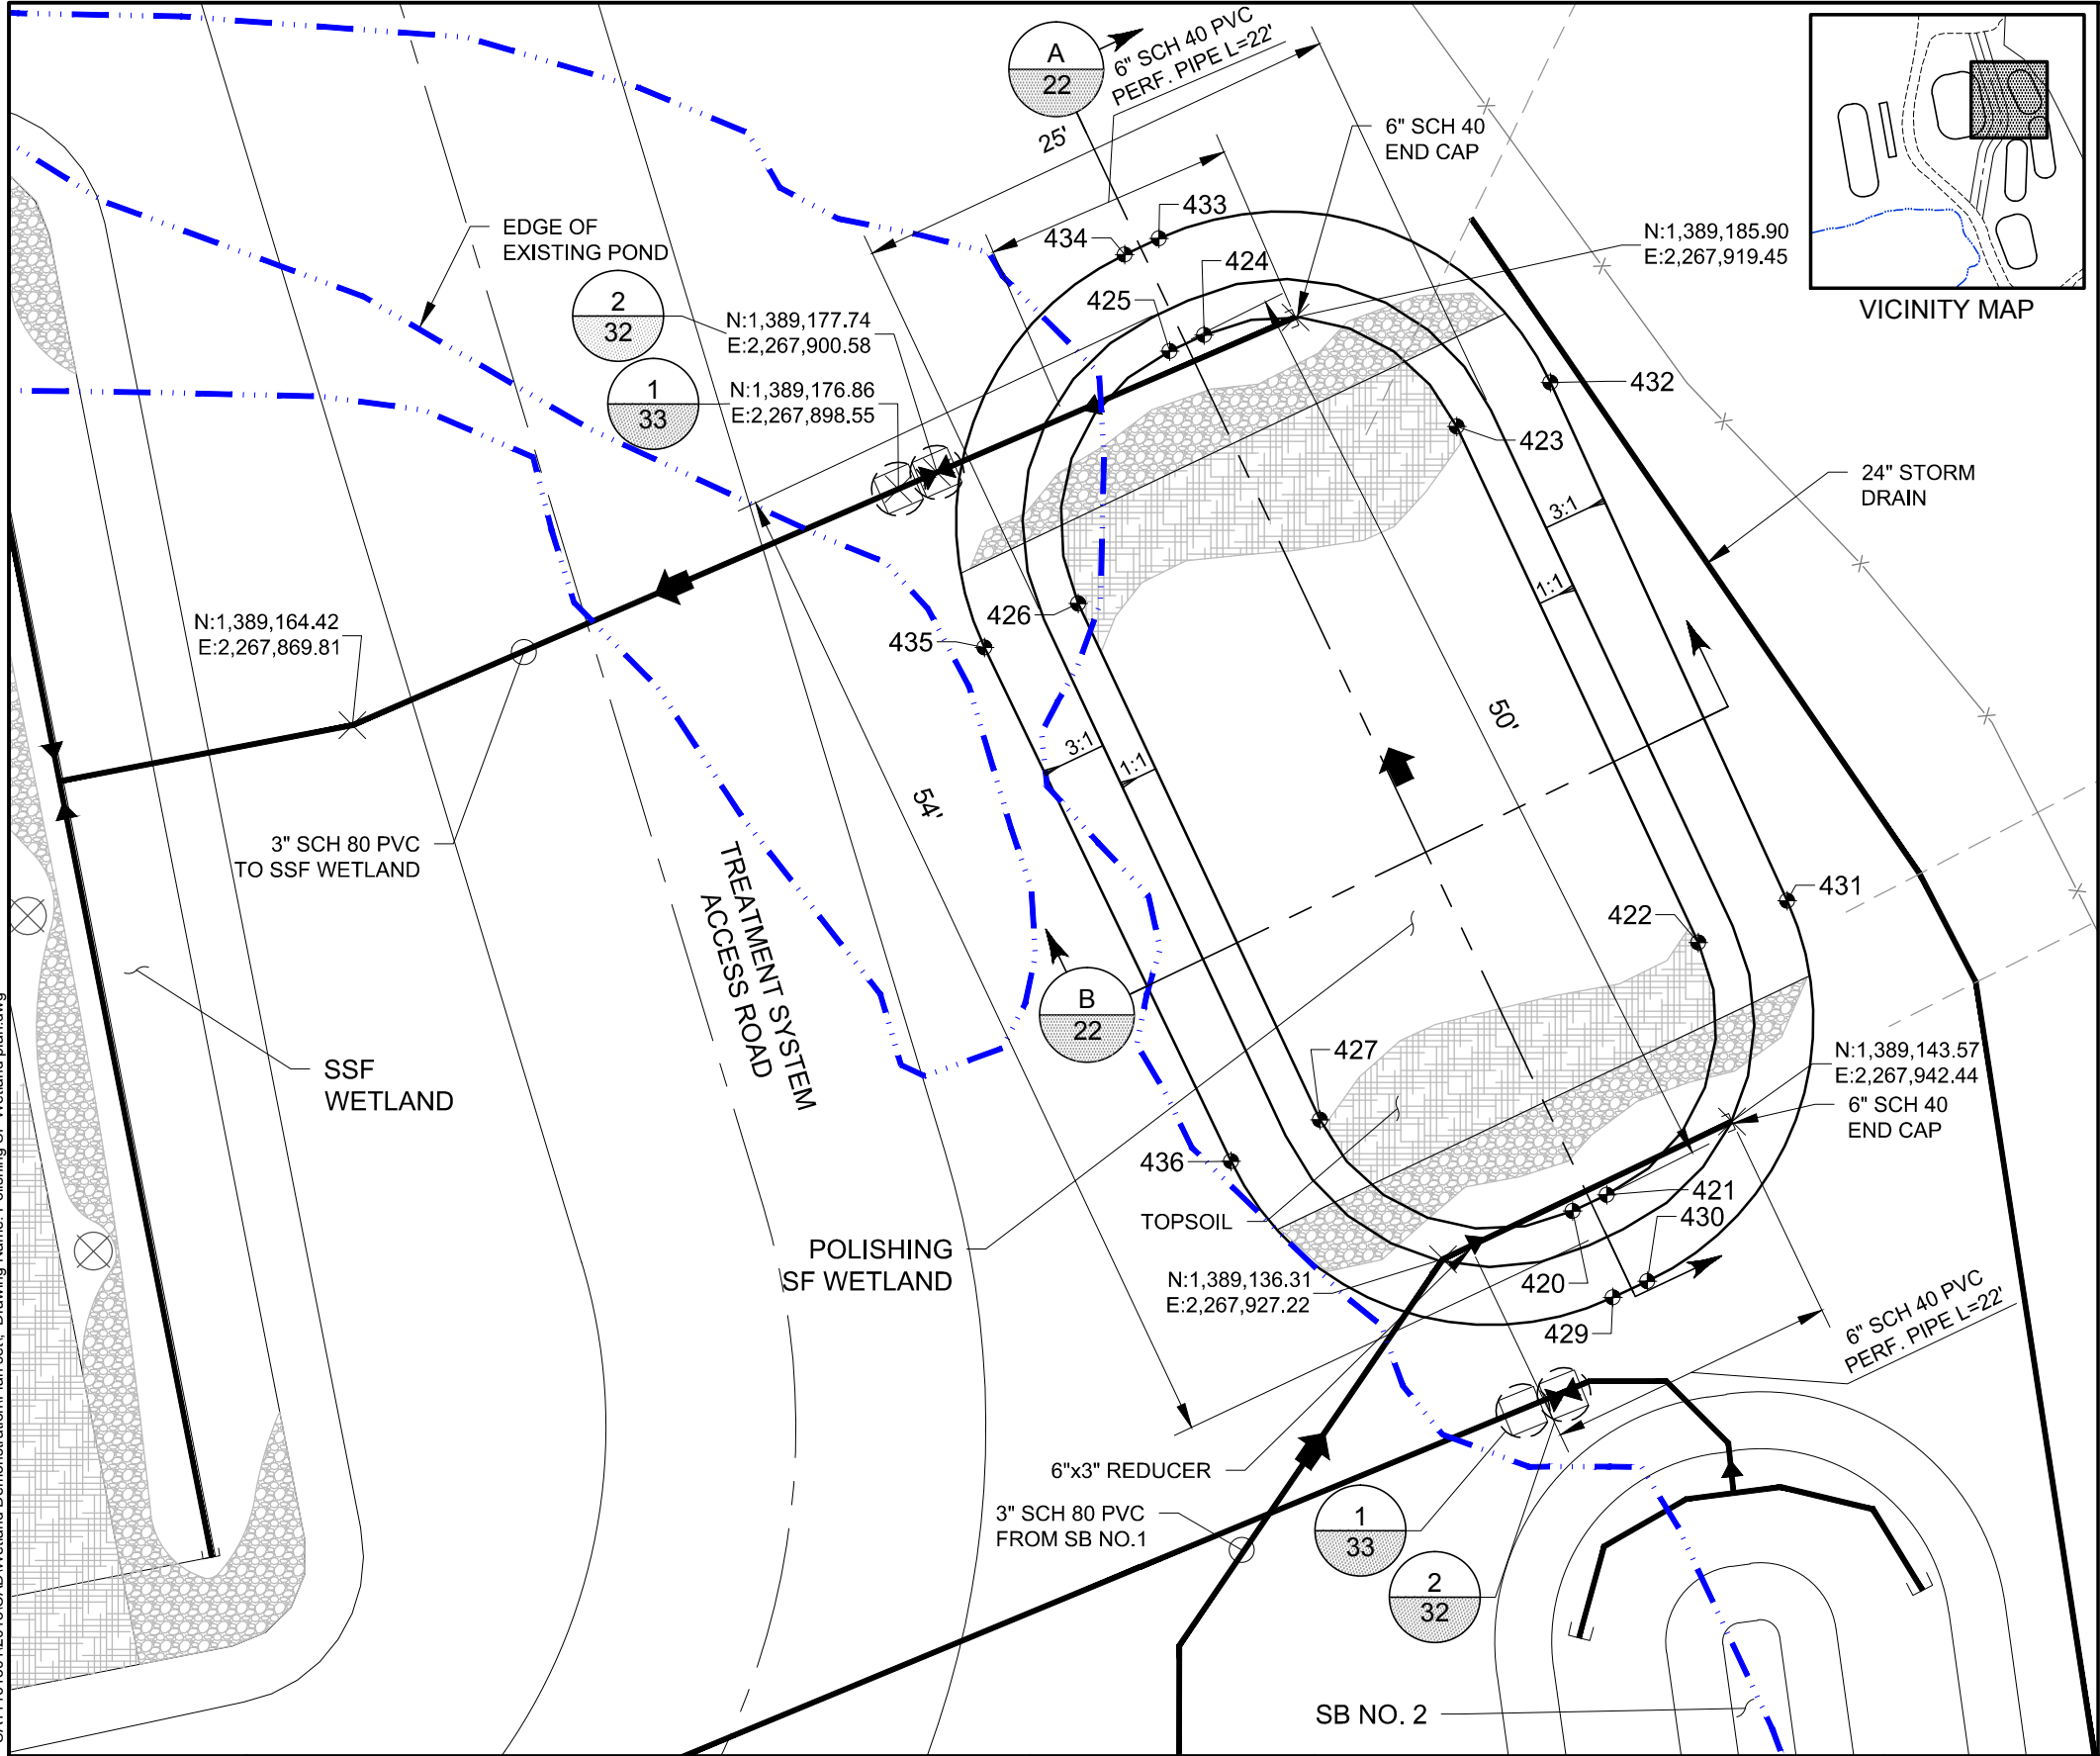 A
22
6" SCH 40 PVC
PERF. PIPE L=22'
25'
6" SCH 40
END CAP
N:1,389,185.90
E:2,267,919.45
VICINITY MAP
EDGE OF
EXISTING POND
2
32
N:1,389,177.74
E:2,267,900.58
1
33
N:1,389,176.86
E:2,267,898.55
434
433
425
424
432
423
24" STORM
DRAIN
3:1
1:1
N:1,389,164.42
E:2,267,869.81
426
435
50'
3:1
1:1
54'
3" SCH 80 PVC
TO SSF WETLAND
TREATMENT SYSTEM
ACCESS ROAD
431
422
B
22
SSF
WETLAND
427
N:1,389,143.57
E:2,267,942.44
6" SCH 40
END CAP
436
421
430
TOPSOIL
POLISHING
SF WETLAND
N:1,389,136.31
E:2,267,927.22
420
429
6" SCH 40 PVC
PERF. PIPE L=22'
6"x3" REDUCER
3" SCH 80 PVC
FROM SB NO.1
1
33
2
32
SB NO. 2